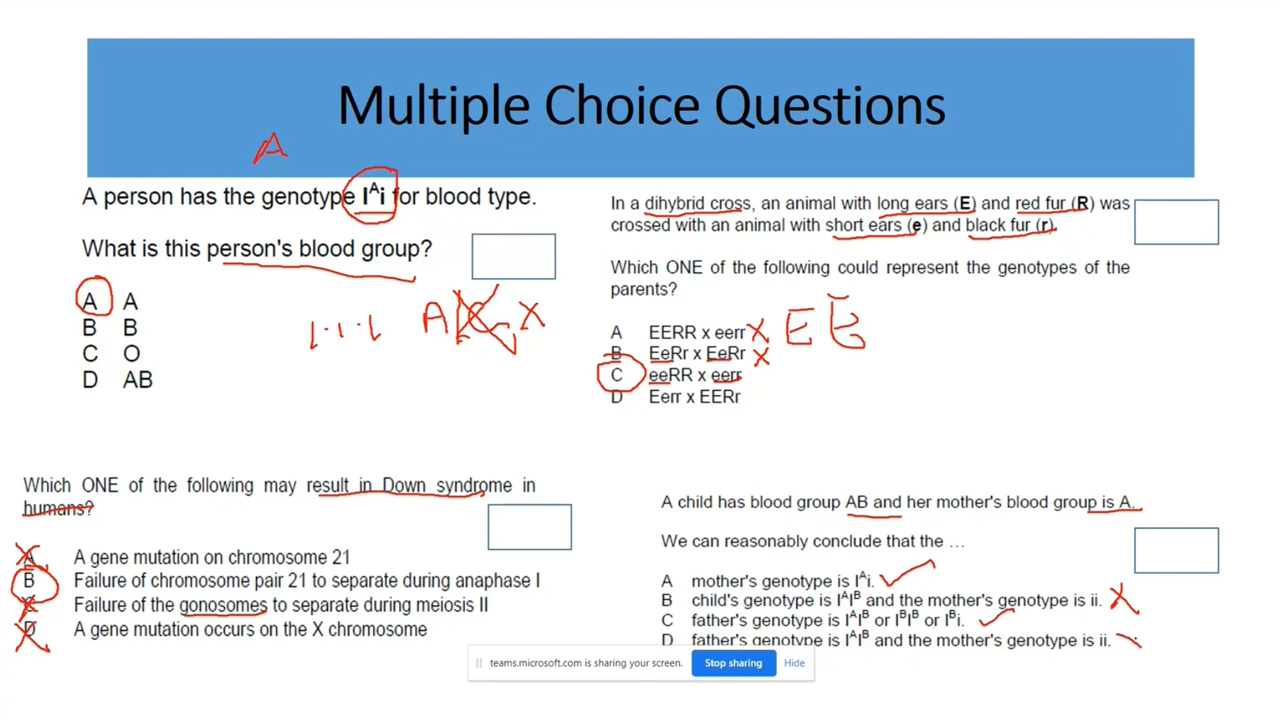 Multiple Choice Questions
A
A person has the genotype Iᴬi for blood type.
What is this person's blood group?
A A
B B
C O
D AB
A
X
In a dihybrid cross, an animal with long ears (E) and red fur (R) was
crossed with an animal with short ears (e) and black fur (r).
Which ONE of the following could represent the genotypes of the
parents?
A EERR x eerr X
B EeRr x EeRr X
C eeRR x eerr
D Eerr x EERr
E E
Which ONE of the following may result in Down syndrome in
humans?
A A gene mutation on chromosome 21
B Failure of chromosome pair 21 to separate during anaphase I
C Failure of the gonosomes to separate during meiosis II
D A gene mutation occurs on the X chromosome
A child has blood group AB and her mother's blood group is A.
We can reasonably conclude that the …
A mother's genotype is Iᴬi. ✓
B child's genotype is IᴬIᴮ and the mother's genotype is ii. X
C father's genotype is IᴬIᴮ or IᴮIᴮ or Iᴮi. ✓
D father's genotype is IᴬIᴮ and the mother's genotype is ii.
teams.microsoft.com is sharing your screen. Stop sharing Hide